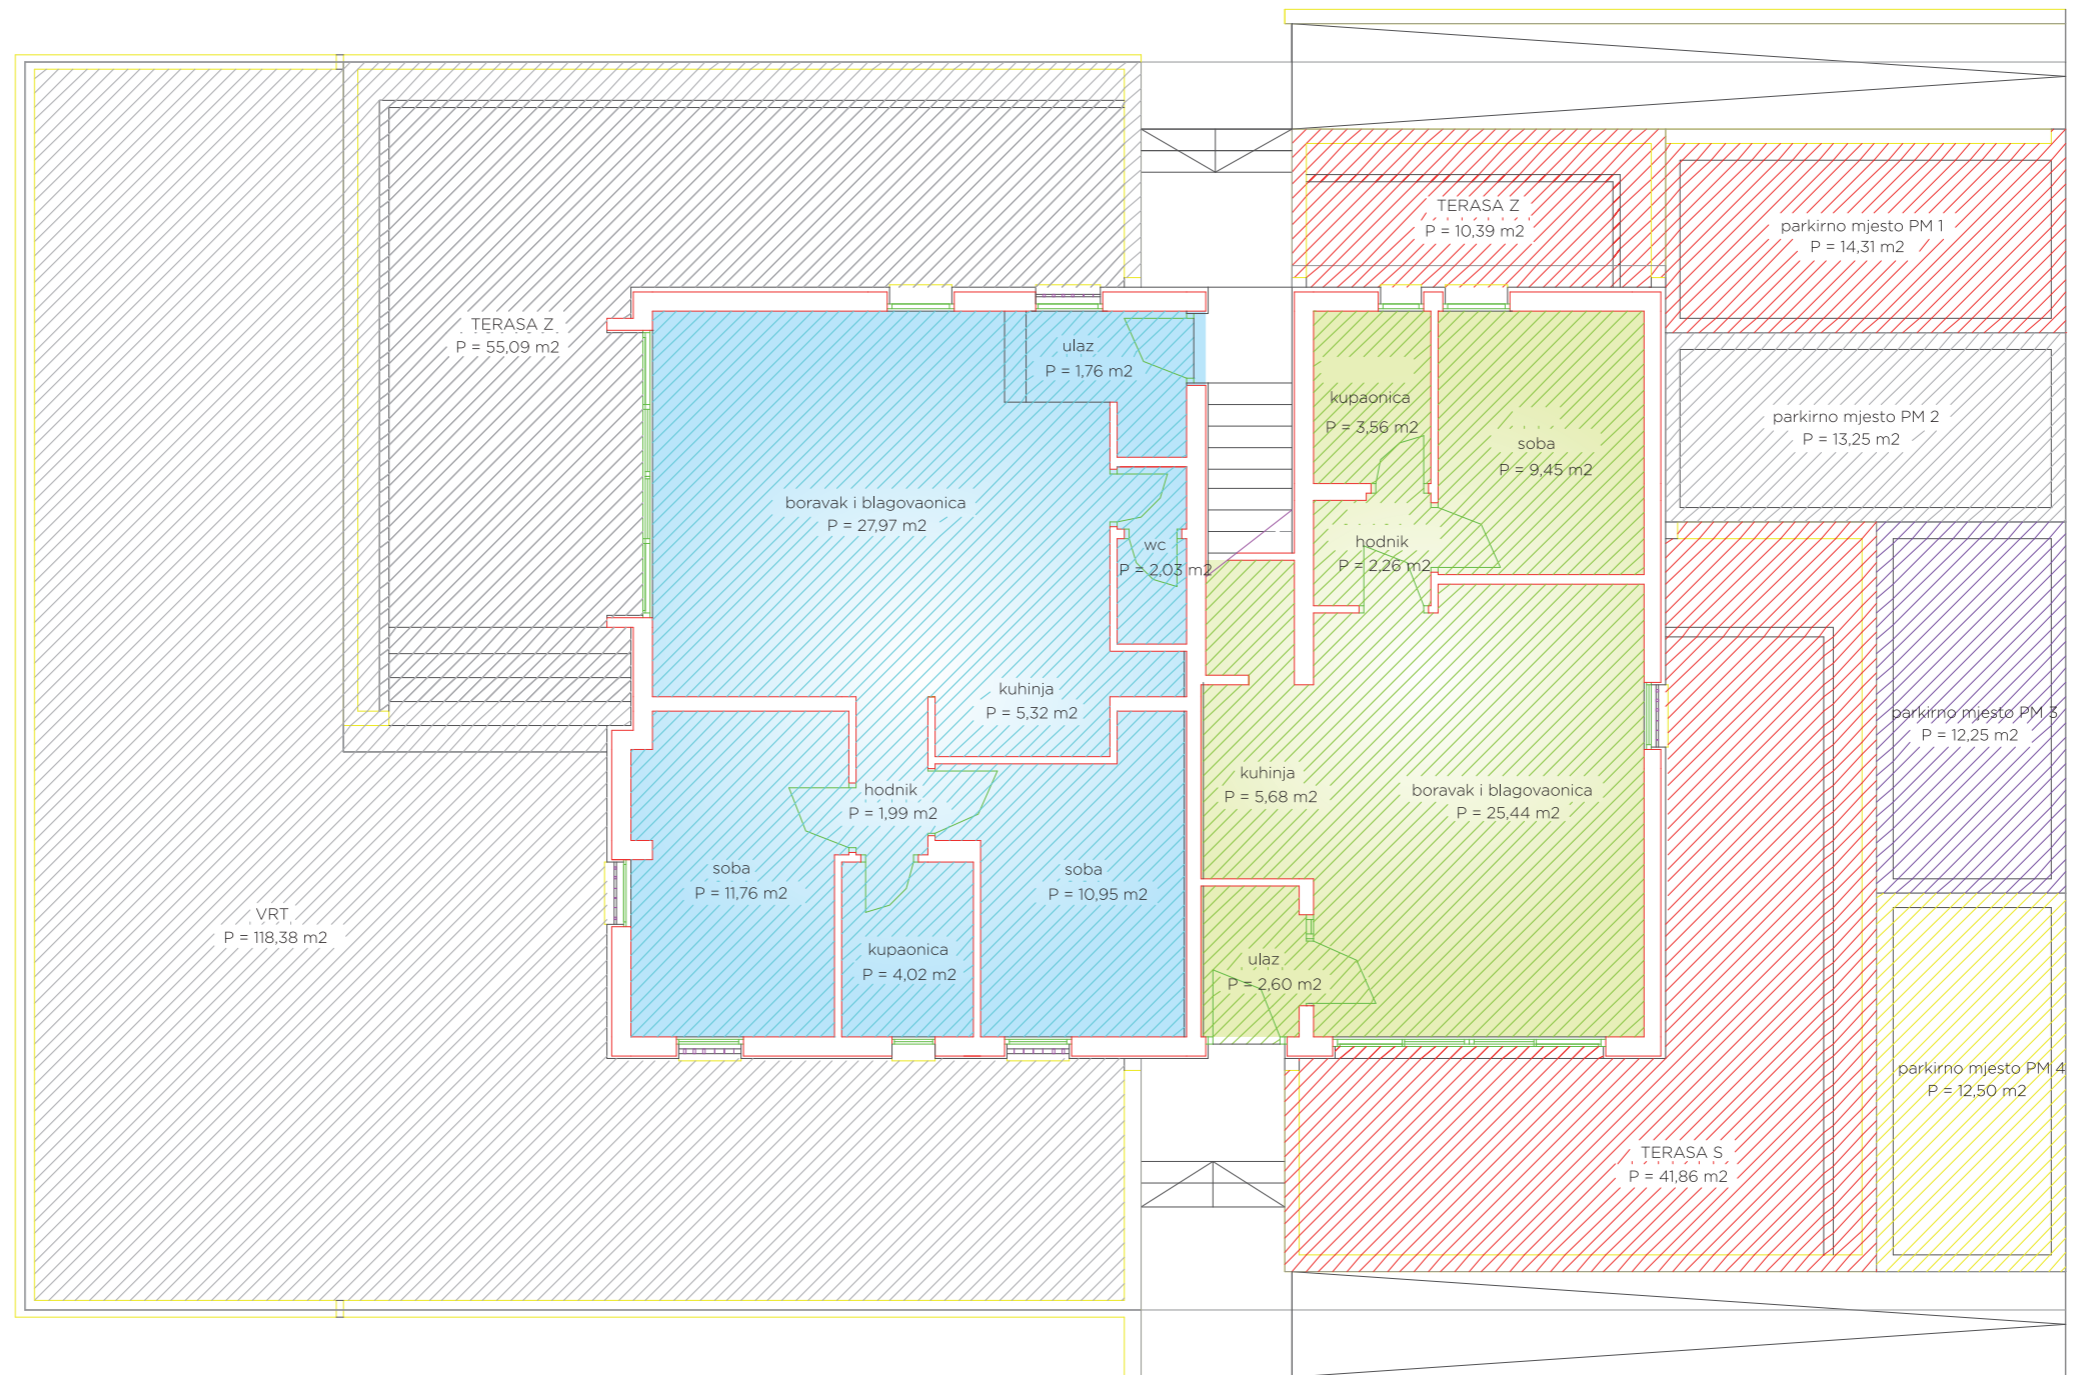 TERASA Z
P = 55,09 m2
VRT
P = 118,38 m2
ulaz
P = 1,76 m2
boravak i blagovaonica
P = 27,97 m2
wc
P = 2,03 m2
kuhinja
P = 5,32 m2
hodnik
P = 1,99 m2
soba
P = 11,76 m2
soba
P = 10,95 m2
kupaonica
P = 4,02 m2
TERASA Z
P = 10,39 m2
kupaonica
P = 3,56 m2
soba
P = 9,45 m2
hodnik
P = 2,26 m2
kuhinja
P = 5,68 m2
boravak i blagovaonica
P = 25,44 m2
ulaz
P = 2,60 m2
parkirno mjesto PM 1
P = 14,31 m2
parkirno mjesto PM 2
P = 13,25 m2
parkirno mjesto PM 3
P = 12,25 m2
parkirno mjesto PM 4
P = 12,50 m2
TERASA S
P = 41,86 m2